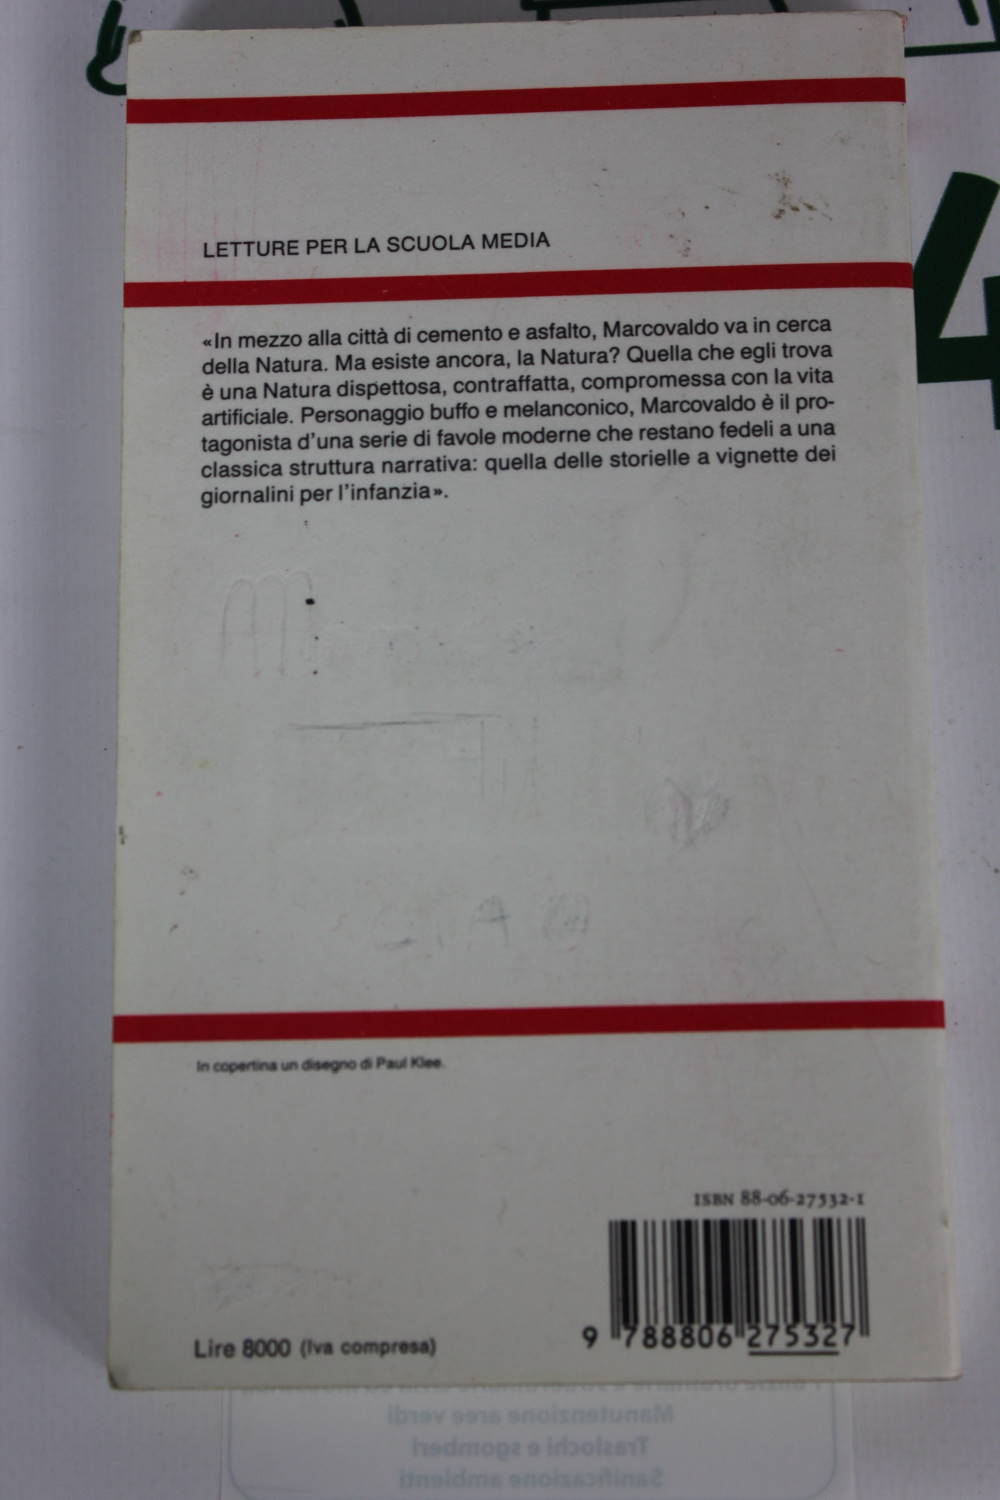 LETTURE PER LA SCUOLA MEDIA
«In mezzo alla città di cemento e asfalto, Marcovaldo va in cerca
della Natura. Ma esiste ancora, la Natura? Quella che egli trova
è una Natura dispettosa, contraffatta, compromessa con la vita
artificiale. Personaggio buffo e melanconico, Marcovaldo è il pro-
tagonista d'una serie di favole moderne che restano fedeli a una
classica struttura narrativa: quella delle storielle a vignette dei
giornalini per l'infanzia».
In copertina un disegno di Paul Klee.
ISBN 88-06-27532-1
9 788806 275327
Lire 8000 (Iva compresa)
4
Manutenzione aree verdi
Traslochi e sgomberi
Sanificazione ambienti